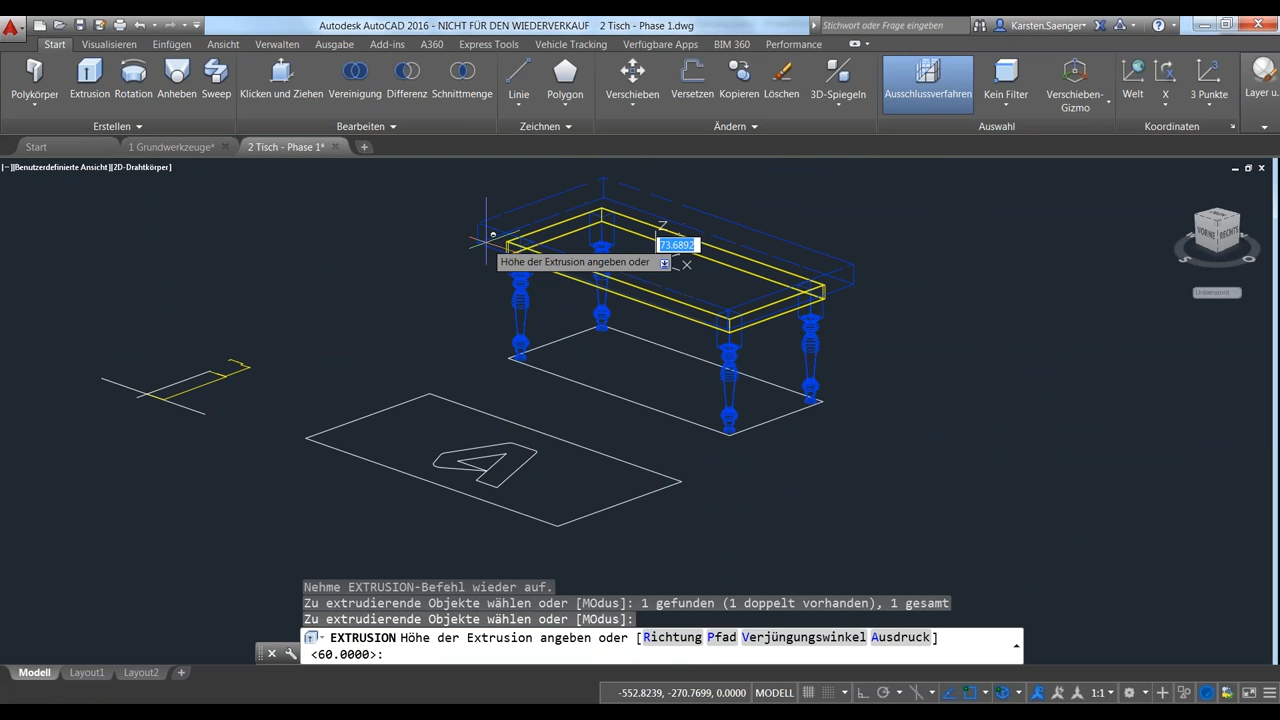 Autodesk AutoCAD 2016 - NICHT FÜR DEN WIEDERVERKAUF 2 Tisch - Phase 1.dwg
Stichwort oder Frage eingeben
Karsten.Saenger
Start Visualisieren Einfügen Ansicht Verwalten Ausgabe Add-ins A360 Express Tools Vehicle Tracking Verfügbare Apps BIM 360 Performance
Polykörper Extrusion Rotation Anheben Sweep Klicken und Ziehen Vereinigung Differenz Schnittmenge Linie Polygon Verschieben Versetzen Kopieren Löschen 3D-Spiegeln Ausschlussverfahren Kein Filter Verschieben-Gizmo Welt X 3 Punkte Layer u.
Erstellen Bearbeiten Zeichnen Ändern Auswahl Koordinaten
Start 1 Grundwerkzeuge* 2 Tisch - Phase 1*
[−][Benutzerdefinierte Ansicht][2D-Drahtkörper]
VORNE RECHTS
S O
Unbenannt
Z
73.6892
Höhe der Extrusion angeben oder
A
Nehme EXTRUSION-Befehl wieder auf.
Zu extrudierende Objekte wählen oder [MOdus]: 1 gefunden (1 doppelt vorhanden), 1 gesamt
Zu extrudierende Objekte wählen oder [MOdus]:
EXTRUSION Höhe der Extrusion angeben oder [Richtung Pfad Verjüngungswinkel Ausdruck]
<60.0000>:
Modell Layout1 Layout2
-552.8239, -270.7699, 0.0000 MODELL 1:1